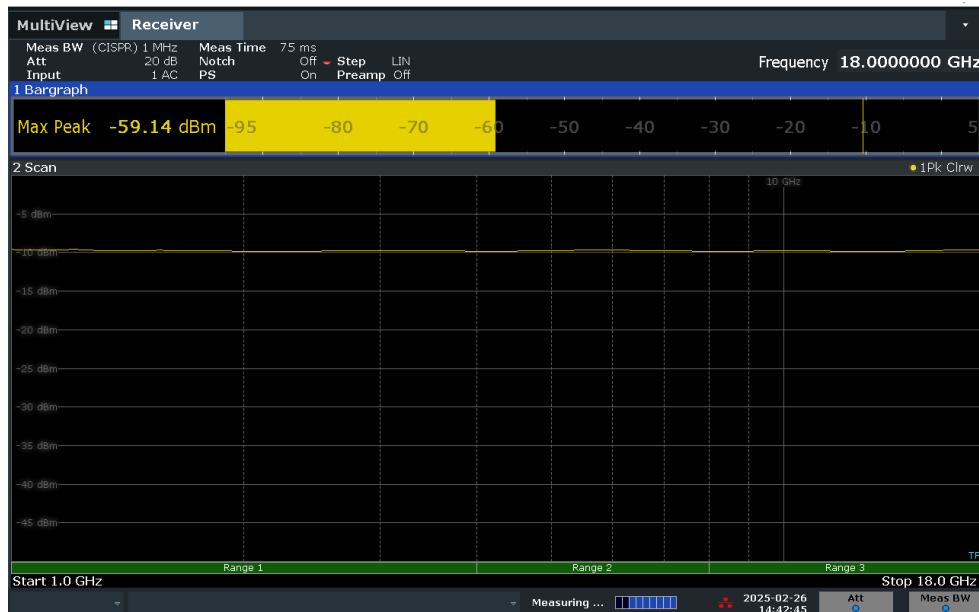 MultiView Receiver
Meas BW (CISPR) 1 MHz Meas Time 75 ms
Att 20 dB Notch Off Step LIN
Input 1 AC PS On Preamp Off
Frequency 18.0000000 GHz
1 Bargraph
Max Peak -59.14 dBm -95 -80 -70 -60 -50 -40 -30 -20 -10 5
2 Scan 1Pk Clrw
10 GHz
-5 dBm
-10 dBm
-15 dBm
-20 dBm
-25 dBm
-30 dBm
-35 dBm
-40 dBm
-45 dBm
TF
Range 1 Range 2 Range 3
Start 1.0 GHz Stop 18.0 GHz
Measuring ... 2025-02-26 Att Meas BW
14:42:45